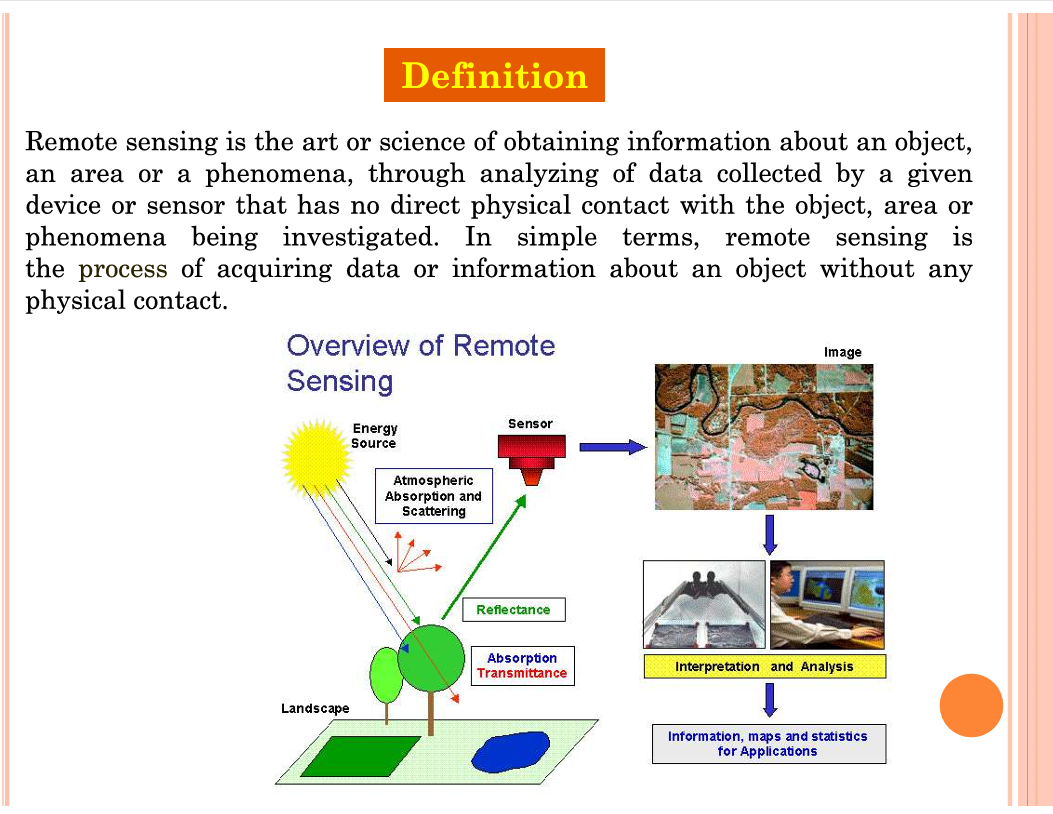 Definition
Remote sensing is the art or science of obtaining information about an object,
an area or a phenomena, through analyzing of data collected by a given
device or sensor that has no direct physical contact with the object, area or
phenomena being investigated. In simple terms, remote sensing is
the process of acquiring data or information about an object without any
physical contact.
Overview of Remote
Sensing
Energy
Source
Atmospheric
Absorption and
Scattering
Sensor
Image
Reflectance
Absorption
Transmittance
Landscape
Interpretation and Analysis
Information, maps and statistics
for Applications